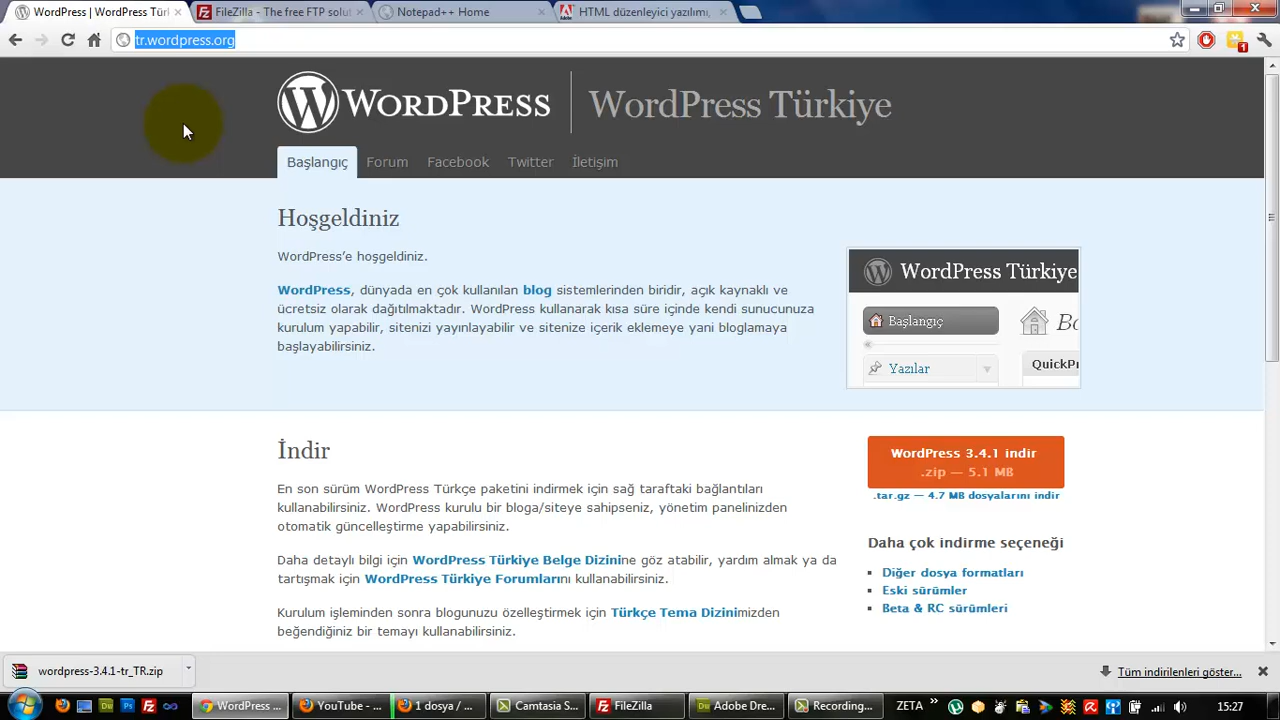 WordPress | WordPress Türl
FileZilla - The free FTP solut
Notepad++ Home
HTML düzenleyici yazılımı,
tr.wordpress.org
1
WORDPRESS
WordPress Türkiye
Başlangıç
Forum
Facebook
Twitter
İletişim
Hoşgeldiniz
WordPress’e hoşgeldiniz.
WordPress, dünyada en çok kullanılan blog sistemlerinden biridir, açık kaynaklı ve
ücretsiz olarak dağıtılmaktadır. WordPress kullanarak kısa süre içinde kendi sunucunuza
kurulum yapabilir, sitenizi yayınlayabilir ve sitenize içerik eklemeye yani bloglamaya
başlayabilirsiniz.
WordPress Türkiye
Başlangıç
Yazılar
QuickPr
İndir
En son sürüm WordPress Türkçe paketini indirmek için sağ taraftaki bağlantıları
kullanabilirsiniz. WordPress kurulu bir bloga/siteye sahipseniz, yönetim panelinizden
otomatik güncelleştirme yapabilirsiniz.
Daha detaylı bilgi için WordPress Türkiye Belge Dizinine göz atabilir, yardım almak ya da
tartışmak için WordPress Türkiye Forumlarını kullanabilirsiniz.
Kurulum işleminden sonra blogunuzu özelleştirmek için Türkçe Tema Dizinimizden
beğendiğiniz bir temayı kullanabilirsiniz.
WordPress 3.4.1 indir
.zip — 5.1 MB
.tar.gz — 4.7 MB dosyalarını indir
Daha çok indirme seçeneği
Diğer dosya formatları
Eski sürümler
Beta & RC sürümleri
wordpress-3.4.1-tr_TR.zip
Tüm indirilenleri göster...
WordPress ...
YouTube - ...
1 dosya / ...
Camtasia S...
FileZilla
Adobe Dre...
Recording...
ZETA
15:27